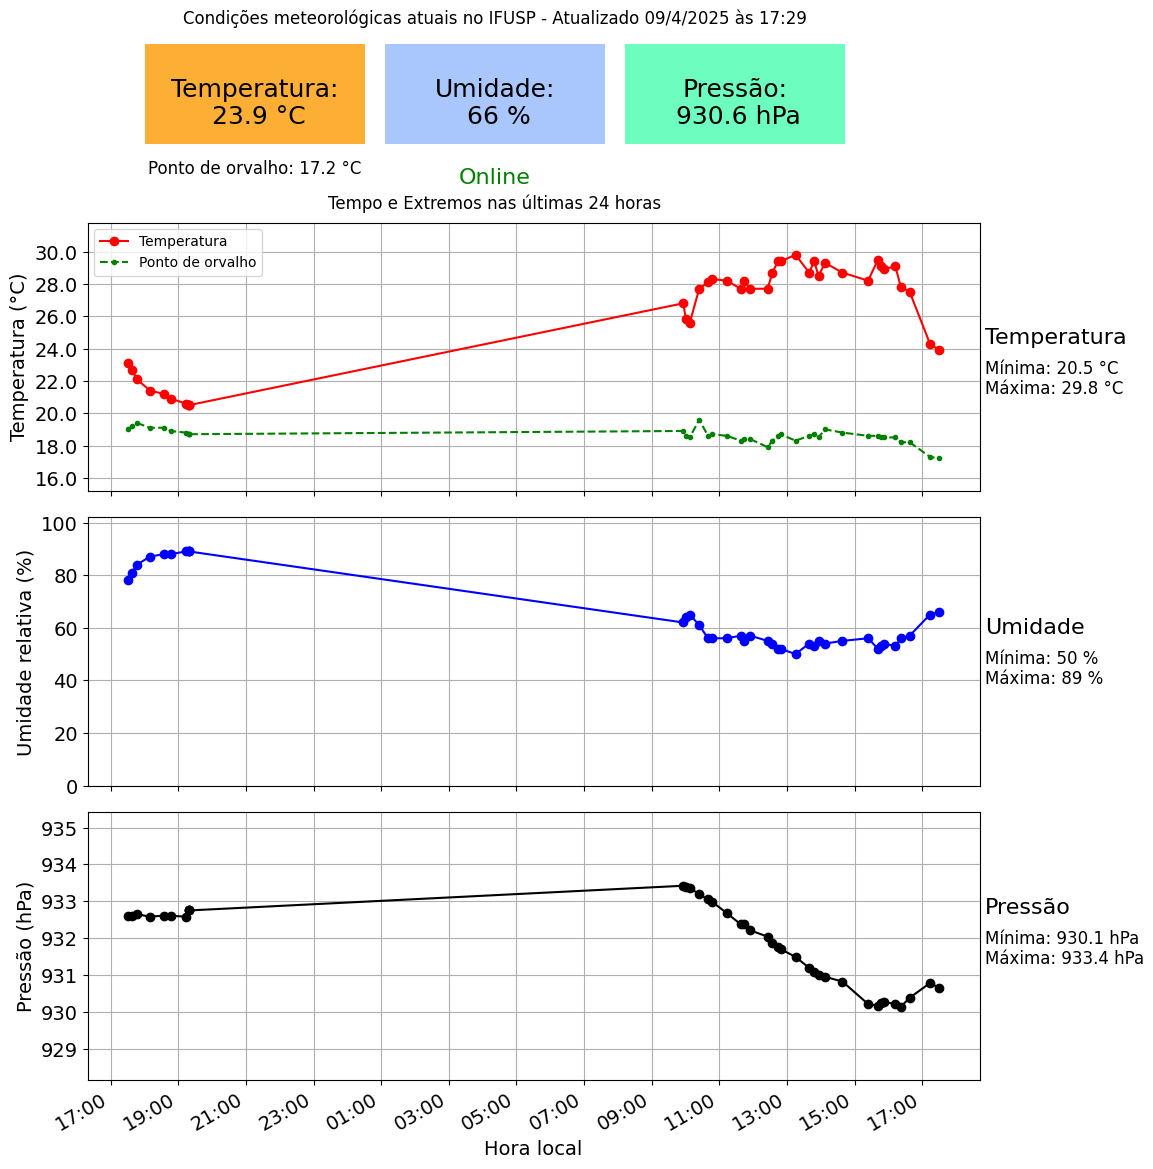 Condições meteorológicas atuais no IFUSP - Atualizado 09/4/2025 às 17:29
Temperatura:
23.9 °C
Umidade:
66 %
Pressão:
930.6 hPa
Ponto de orvalho: 17.2 °C
Online
Tempo e Extremos nas últimas 24 horas
Temperatura
Ponto de orvalho
Temperatura (°C)
30.0
28.0
26.0
24.0
22.0
20.0
18.0
16.0
Temperatura
Mínima: 20.5 °C
Máxima: 29.8 °C
Umidade relativa (%)
100
80
60
40
20
0
Umidade
Mínima: 50 %
Máxima: 89 %
Pressão (hPa)
935
934
933
932
931
930
929
Pressão
Mínima: 930.1 hPa
Máxima: 933.4 hPa
17:00
19:00
21:00
23:00
01:00
03:00
05:00
07:00
09:00
11:00
13:00
15:00
17:00
Hora local